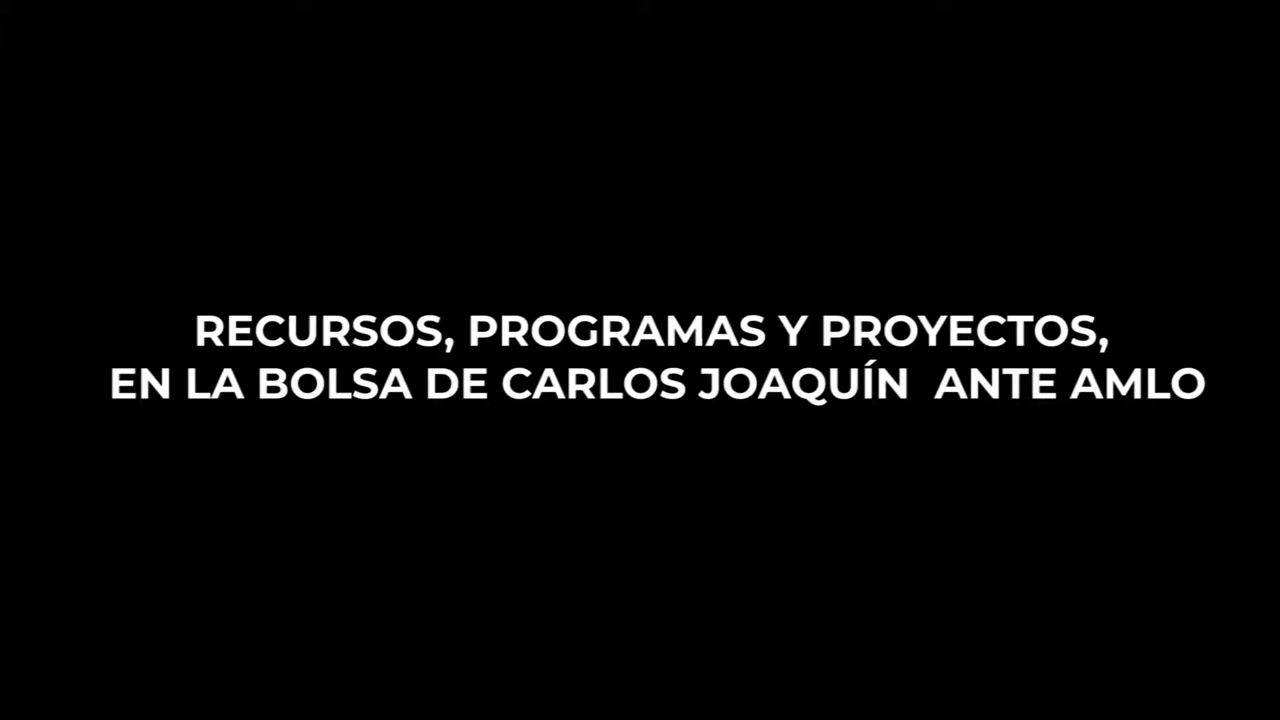 RECURSOS, PROGRAMAS Y PROYECTOS,
EN LA BOLSA DE CARLOS JOAQUÍN  ANTE AMLO